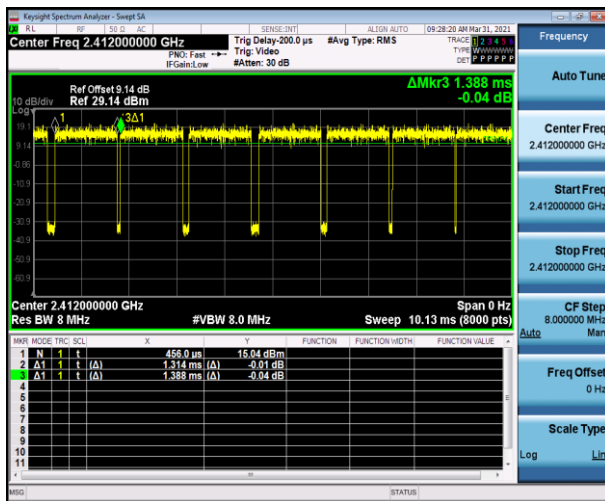 Keysight Spectrum Analyzer - Swept SA
RL RF 50 Ω AC SENSE:INT ALIGN AUTO 09:28:20 AM Mar 31, 2021
Center Freq 2.412000000 GHz
PNO: Fast
IFGain:Low
Trig Delay-200.0 µs
Trig: Video
#Atten: 30 dB
#Avg Type: RMS
TRACE 1 2 3 4 5 6
TYPE WWWWWW
DET P P P P P P
Ref Offset 9.14 dB
10 dB/div Ref 29.14 dBm
ΔMkr3 1.388 ms
-0.04 dB
Log
1
3Δ1
19.1
9.14
-0.86
-10.9
-20.9
-30.9
-40.9
-50.9
-60.9
Center 2.412000000 GHz Span 0 Hz
Res BW 8 MHz #VBW 8.0 MHz Sweep 10.13 ms (8000 pts)
MKR MODE TRC SCL X Y FUNCTION FUNCTION WIDTH FUNCTION VALUE
1 N 1 t 456.0 µs 15.04 dBm
2 Δ1 1 t (Δ) 1.314 ms (Δ) -0.01 dB
3 Δ1 1 t (Δ) 1.388 ms (Δ) -0.04 dB
4
5
6
7
8
9
10
11
MSG STATUS
Frequency
Auto Tune
Center Freq
2.412000000 GHz
Start Freq
2.412000000 GHz
Stop Freq
2.412000000 GHz
CF Step
8.000000 MHz
Auto Man
Freq Offset
0 Hz
Scale Type
Log Lin